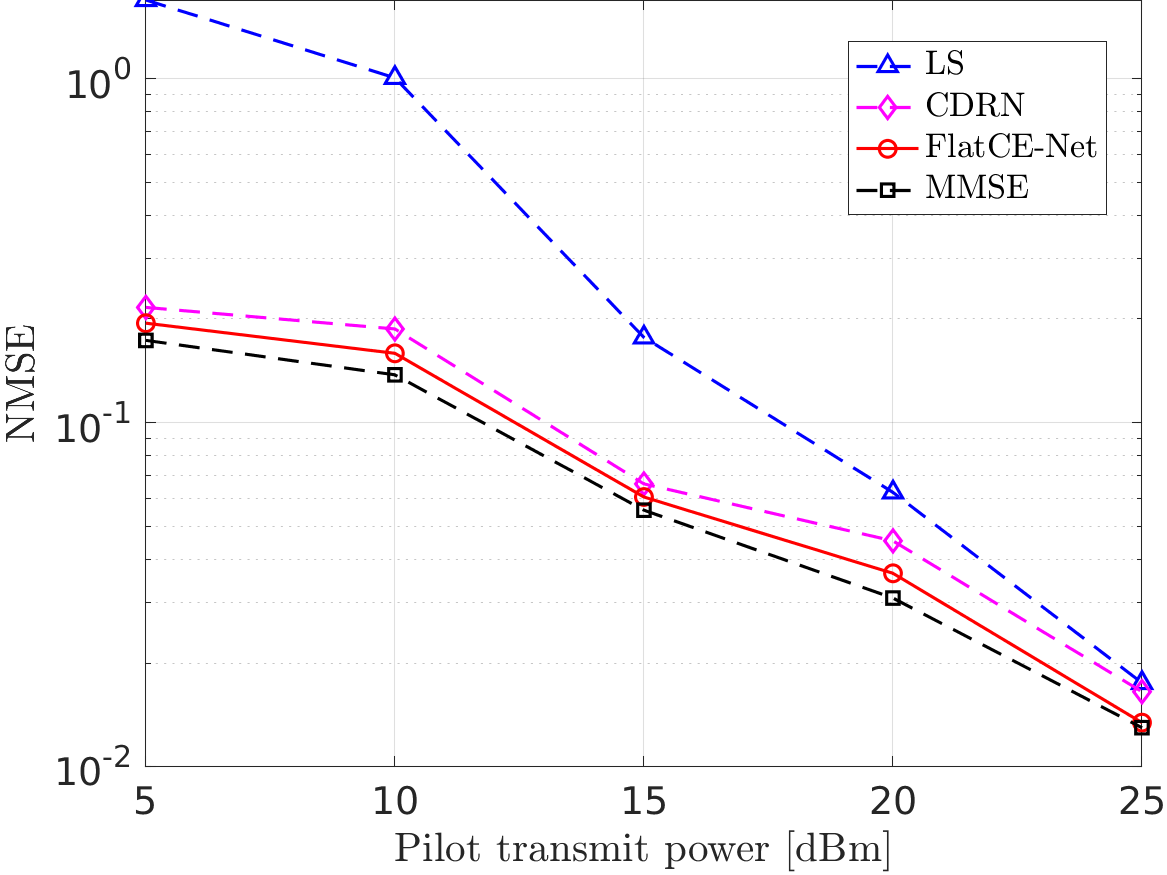 10^0
10^-1
10^-2
NMSE
LS
CDRN
FlatCE-Net
MMSE
5 10 15 20 25
Pilot transmit power [dBm]